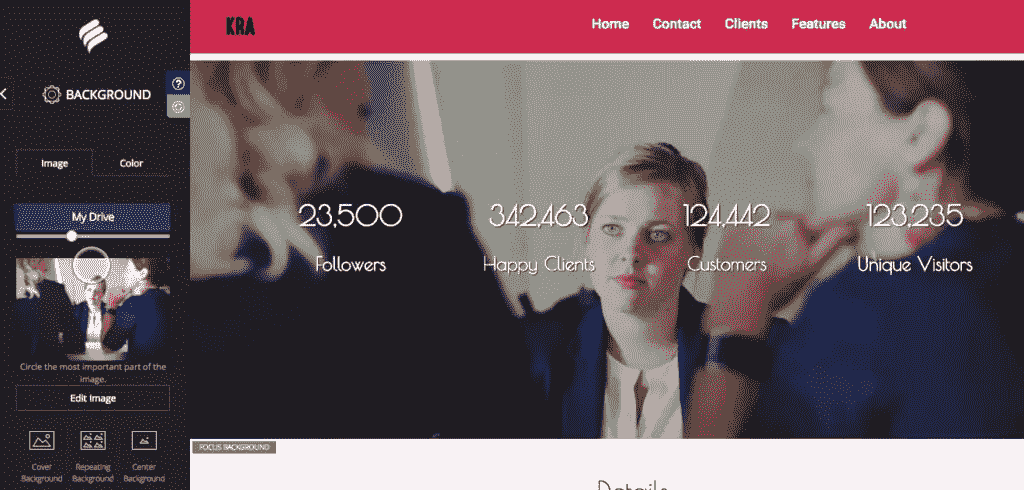 BACKGROUND
?
Image
Color
My Drive
Circle the most important part of the
image.
Edit Image
Cover
Background
Repeating
Background
Center
Background
KRA
Home
Contact
Clients
Features
About
23,500
342,463
124,442
123,235
Followers
Happy Clients
Customers
Unique Visitors
FOCUS BACKGROUND
Details